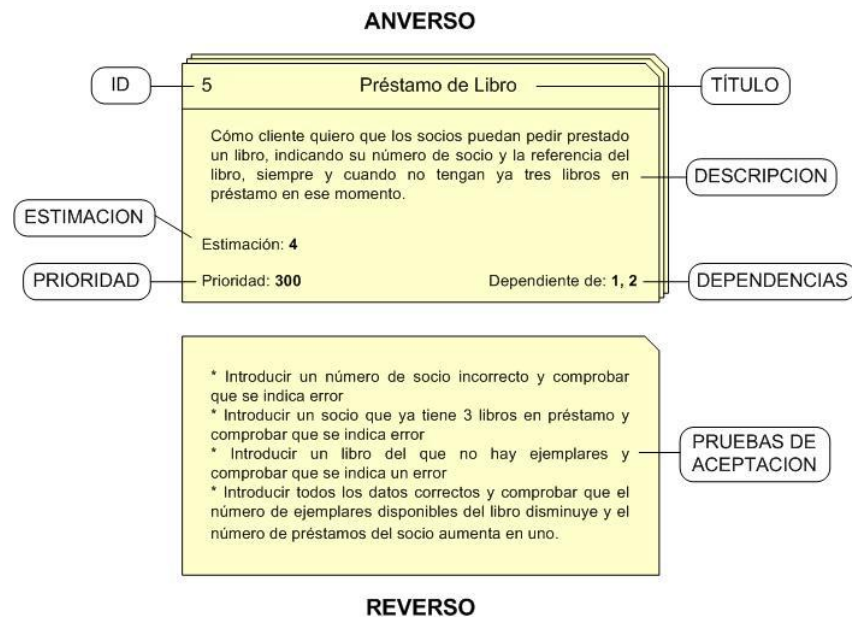 ANVERSO
ID
5
Préstamo de Libro
TÍTULO
Cómo cliente quiero que los socios puedan pedir prestado
un libro, indicando su número de socio y la referencia del
libro, siempre y cuando no tengan ya tres libros en
préstamo en ese momento.
DESCRIPCION
ESTIMACION
Estimación: 4
PRIORIDAD
Prioridad: 300
Dependiente de: 1, 2
DEPENDENCIAS
* Introducir un número de socio incorrecto y comprobar
que se indica error
* Introducir un socio que ya tiene 3 libros en préstamo y
comprobar que se indica error
* Introducir un libro del que no hay ejemplares y
comprobar que se indica un error
* Introducir todos los datos correctos y comprobar que el
número de ejemplares disponibles del libro disminuye y el
número de préstamos del socio aumenta en uno.
PRUEBAS DE
ACEPTACION
REVERSO